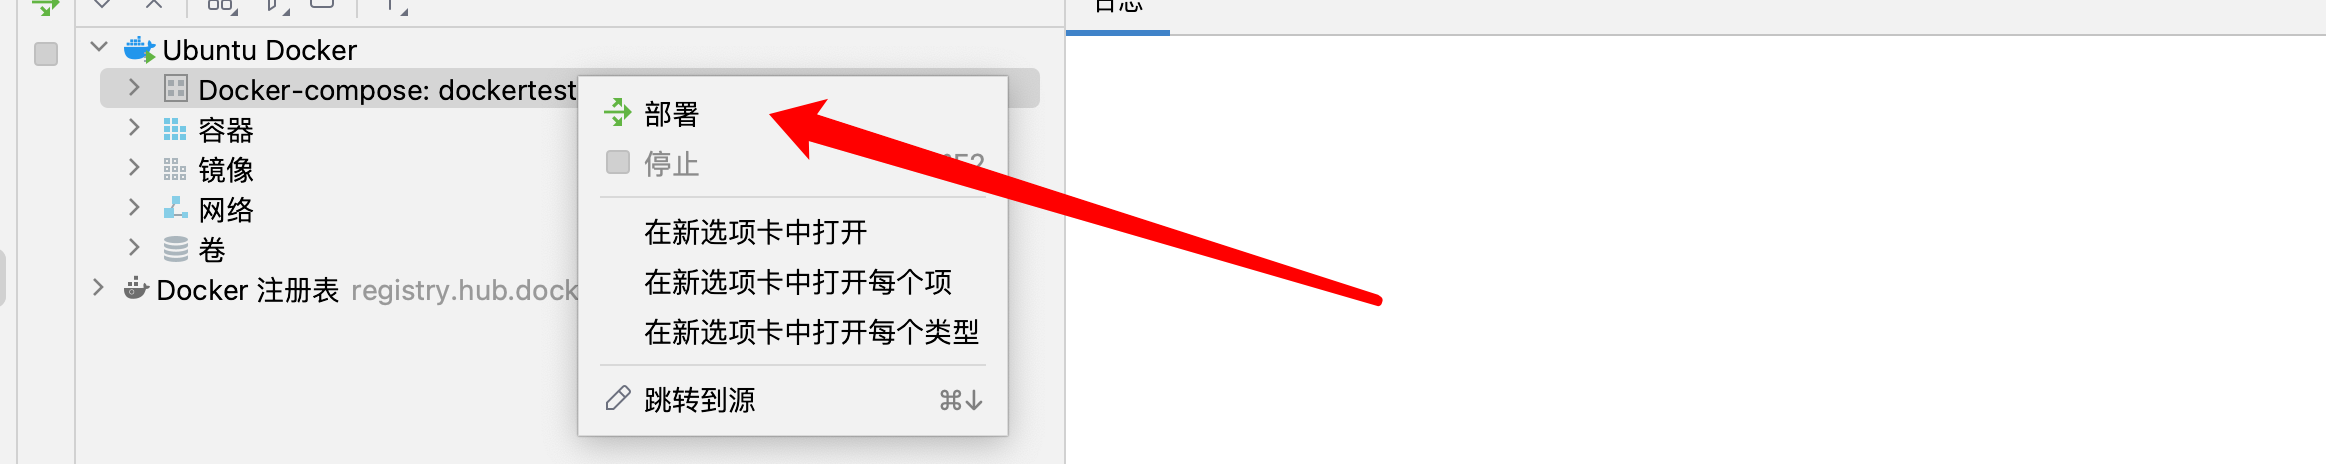 日志
Ubuntu Docker
Docker-compose: dockertest
容器
镜像
网络
卷
Docker 注册表 registry.hub.dock
部署
停止
在新选项卡中打开
在新选项卡中打开每个项
在新选项卡中打开每个类型
跳转到源 ⌘↓